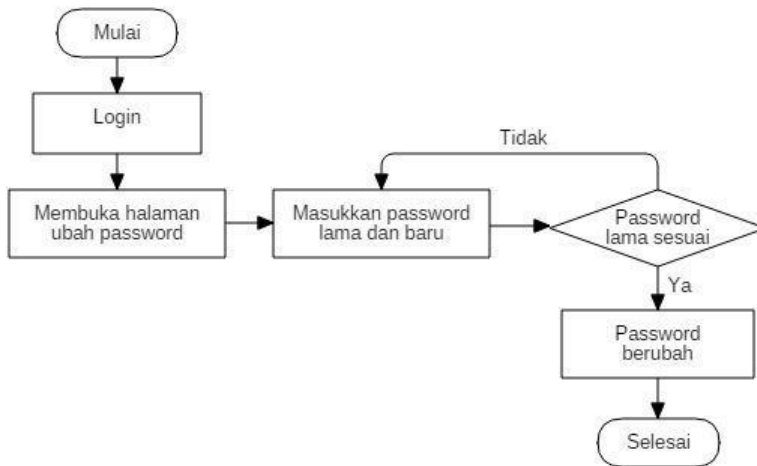 Mulai
Login
Membuka halaman
ubah password
Masukkan password
lama dan baru
Tidak
Password
lama sesuai
Ya
Password
berubah
Selesai